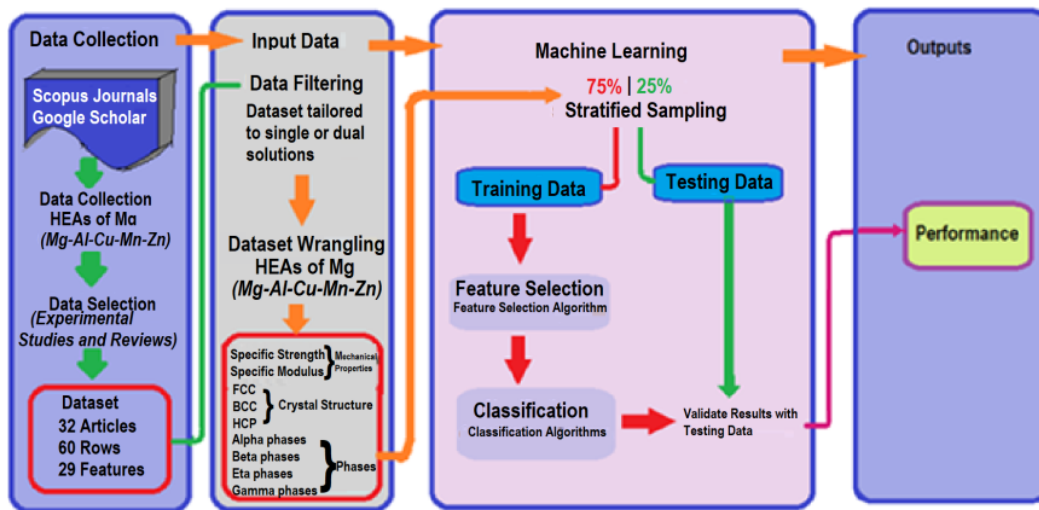 Data Collection
Scopus Journals
Google Scholar
Data Collection
HEAs of Mg
(Mg-Al-Cu-Mn-Zn)
Data Selection
(Experimental
Studies and Reviews)
Dataset
32 Articles
60 Rows
29 Features
Input Data
Data Filtering
Dataset tailored
to single or dual
solutions
Dataset Wrangling
HEAs of Mg
(Mg-Al-Cu-Mn-Zn)
Specific Strength
Specific Modulus
} Mechanical
Properties
FCC
BCC
HCP
} Crystal Structure
Alpha phases
Beta phases
Eta phases
Gamma phases
} Phases
Machine Learning
75% | 25%
Stratified Sampling
Training Data
Testing Data
Feature Selection
Feature Selection Algorithm
Classification
Classification Algorithms
Validate Results with
Testing Data
Outputs
Performance